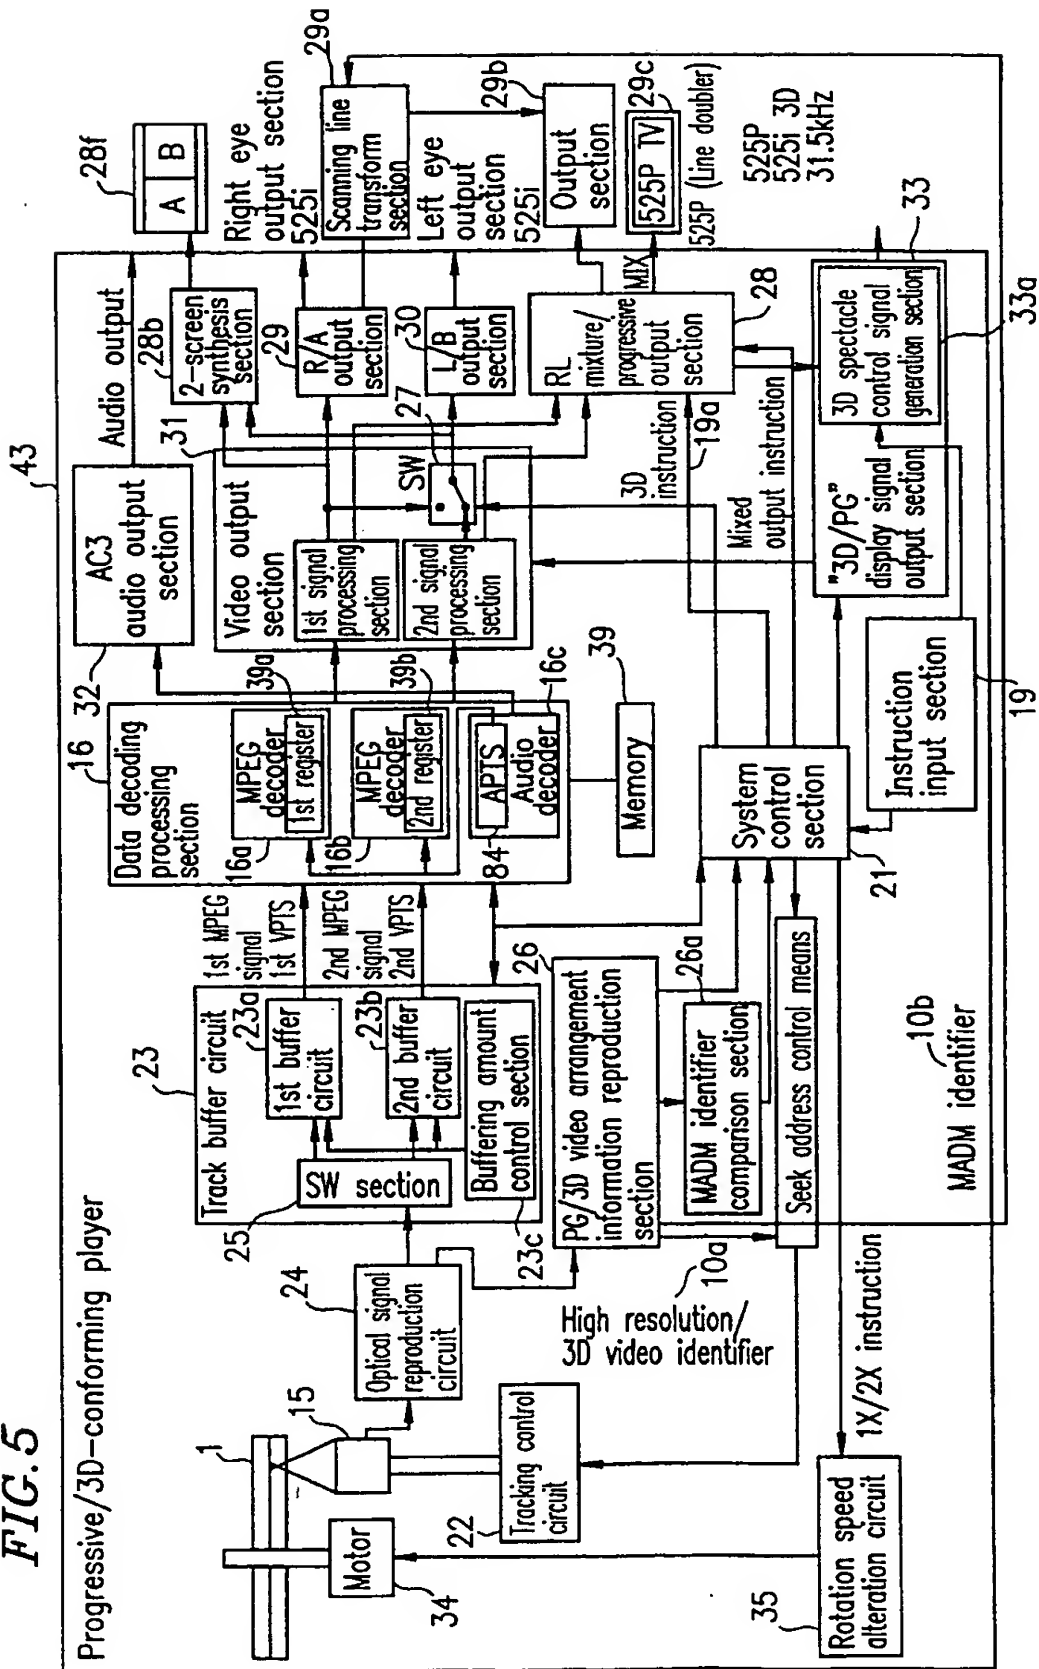 FIG.5
Progressive/3D-conforming player
43
1
15
Motor
34
24
Optical signal
reproduction
circuit
22
Tracking control
circuit
35
Rotation speed
alteration circuit
1X/2X instruction
High resolution/
3D video identifier
10a
23
Track buffer circuit
25
SW section
23a
1st buffer
circuit
23b
2nd buffer
circuit
Buffering amount
control section
23c
26
PG/3D video arrangement
information reproduction
section
26a
MADM identifier
comparison section
Seek address control means
10b
MADM identifier
1st MPEG
signal
1st VPTS
2nd MPEG
signal
2nd VPTS
16
Data decoding
processing
section
16a
MPEG
decoder
39a
1st register
16b
MPEG
decoder
39b
2nd register
84
APTS
Audio
decoder
16c
Memory
39
System
control
section
21
Instruction
input section
19
32
AC3
audio output
section
Audio output
31
Video output
section
1st signal
processing
section
2nd signal
processing
section
SW
27
28b
2-screen
synthesis
section
28f
A
B
29
R/A
output
section
30
L/B
output
section
Right eye
output section
525i
29a
Scanning line
transform
section
Left eye
output
section
525i
29b
Output
section
RL
mixture/
progressive
output
section
28
MIX
525P TV
29c
525P (Line doubler)
525P
525i 3D
31.5kHz
3D
instruction
19a
Mixed
output instruction
"3D/PG"
display signal
output section
3D spectacle
control signal
generation section
33
33a